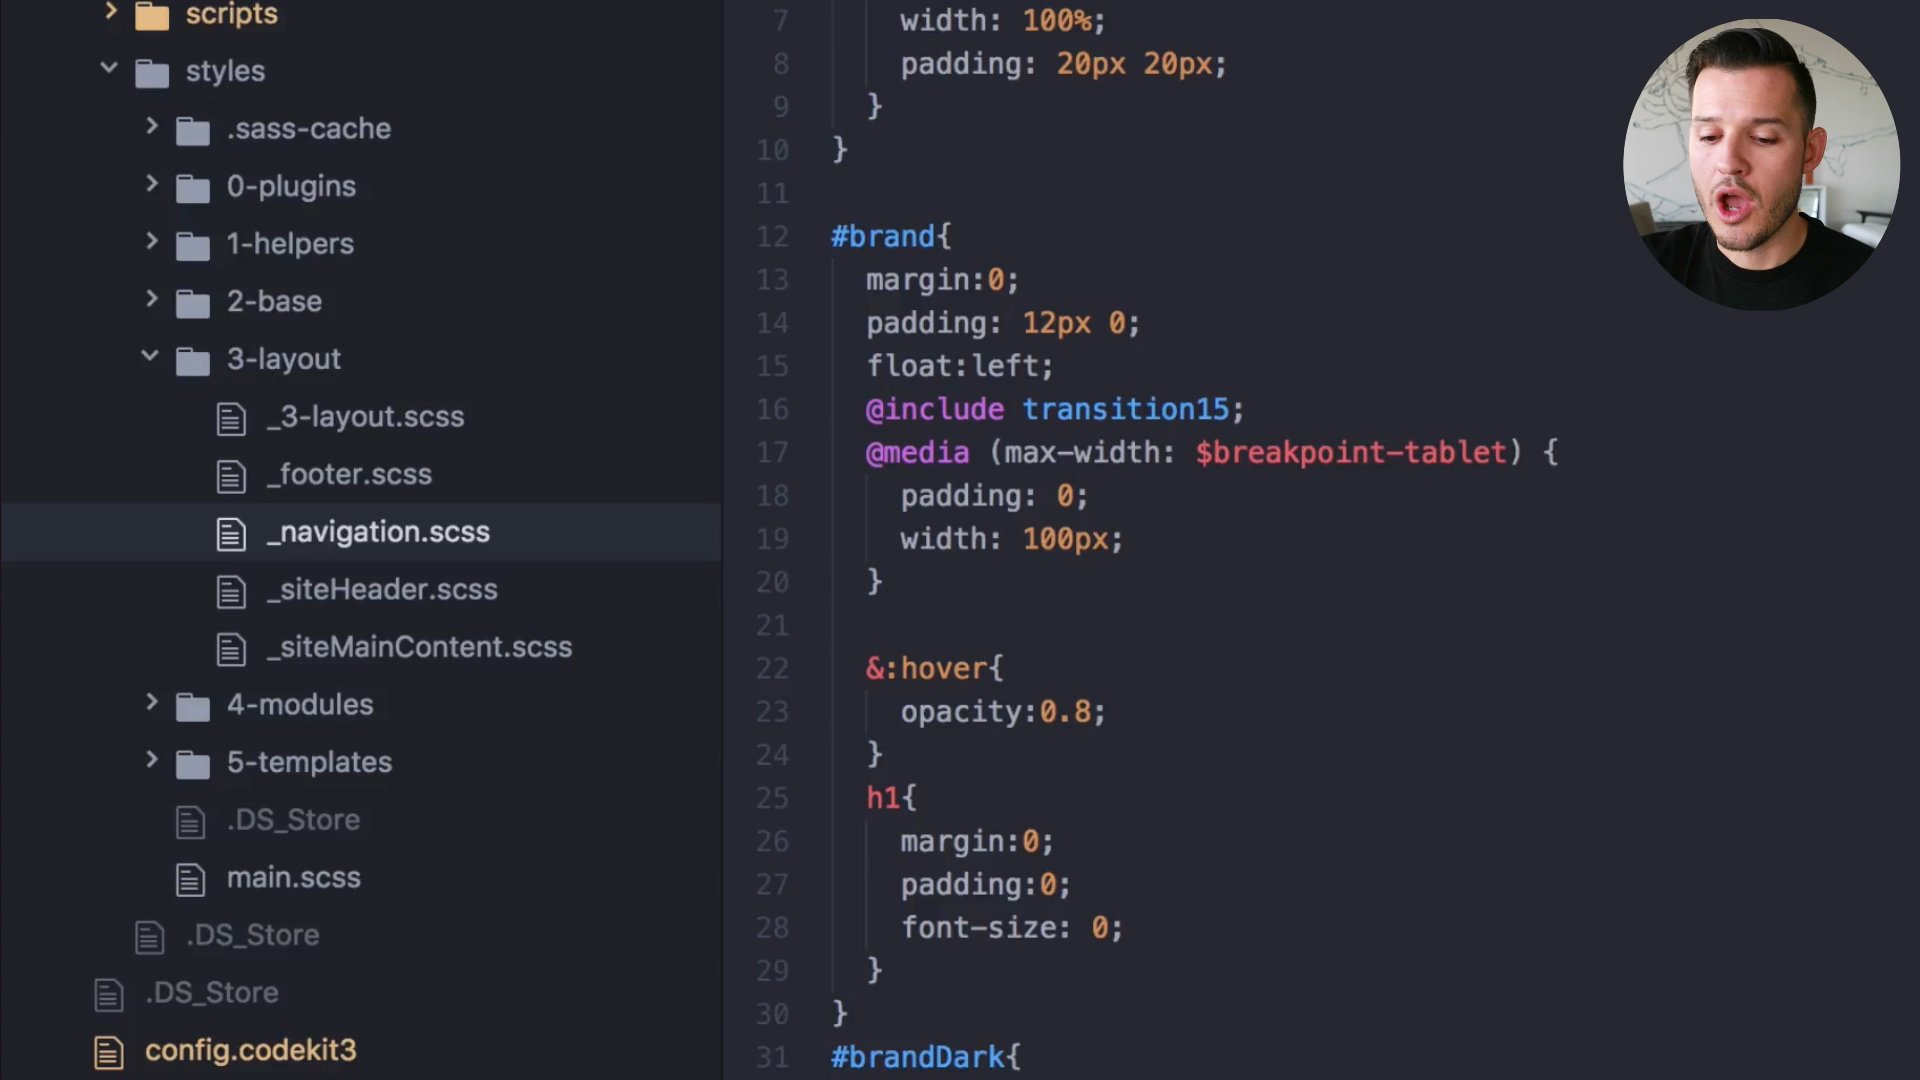 scripts
styles
.sass-cache
0-plugins
1-helpers
2-base
3-layout
_3-layout.scss
_footer.scss
_navigation.scss
_siteHeader.scss
_siteMainContent.scss
4-modules
5-templates
.DS_Store
main.scss
.DS_Store
.DS_Store
config.codekit3
7 width: 100%;
8 padding: 20px 20px;
9 }
10 }
11
12 #brand{
13 margin:0;
14 padding: 12px 0;
15 float:left;
16 @include transition15;
17 @media (max-width: $breakpoint-tablet) {
18 padding: 0;
19 width: 100px;
20 }
21
22 &:hover{
23 opacity:0.8;
24 }
25 h1{
26 margin:0;
27 padding:0;
28 font-size: 0;
29 }
30 }
31 #brandDark{